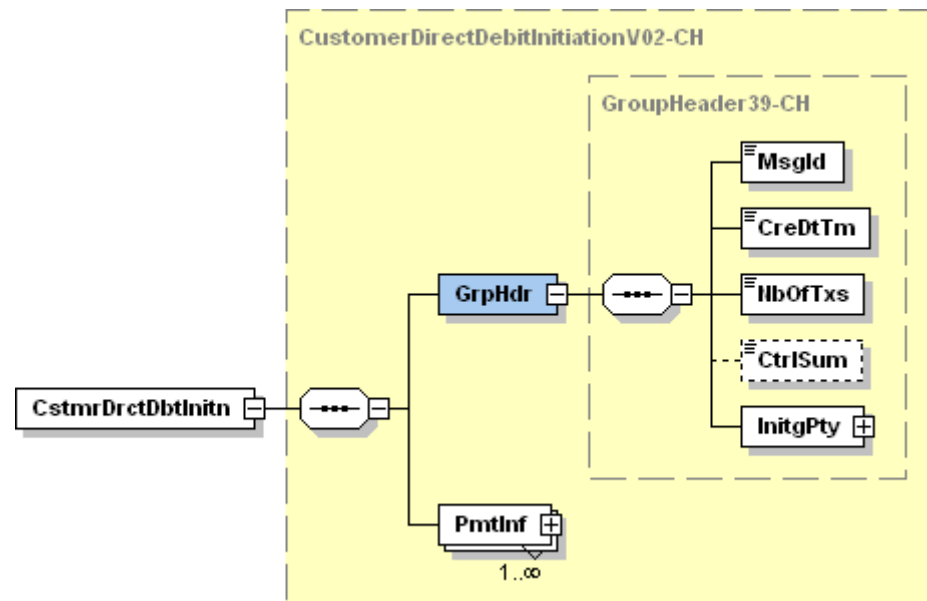 CustomerDirectDebitInitiationV02-CH
GroupHeader39-CH
MsgId
CreDtTm
GrpHdr
NbOfTxs
CtrlSum
CstmrDrctDbtInitn
InitgPty
PmtInf
1..∞